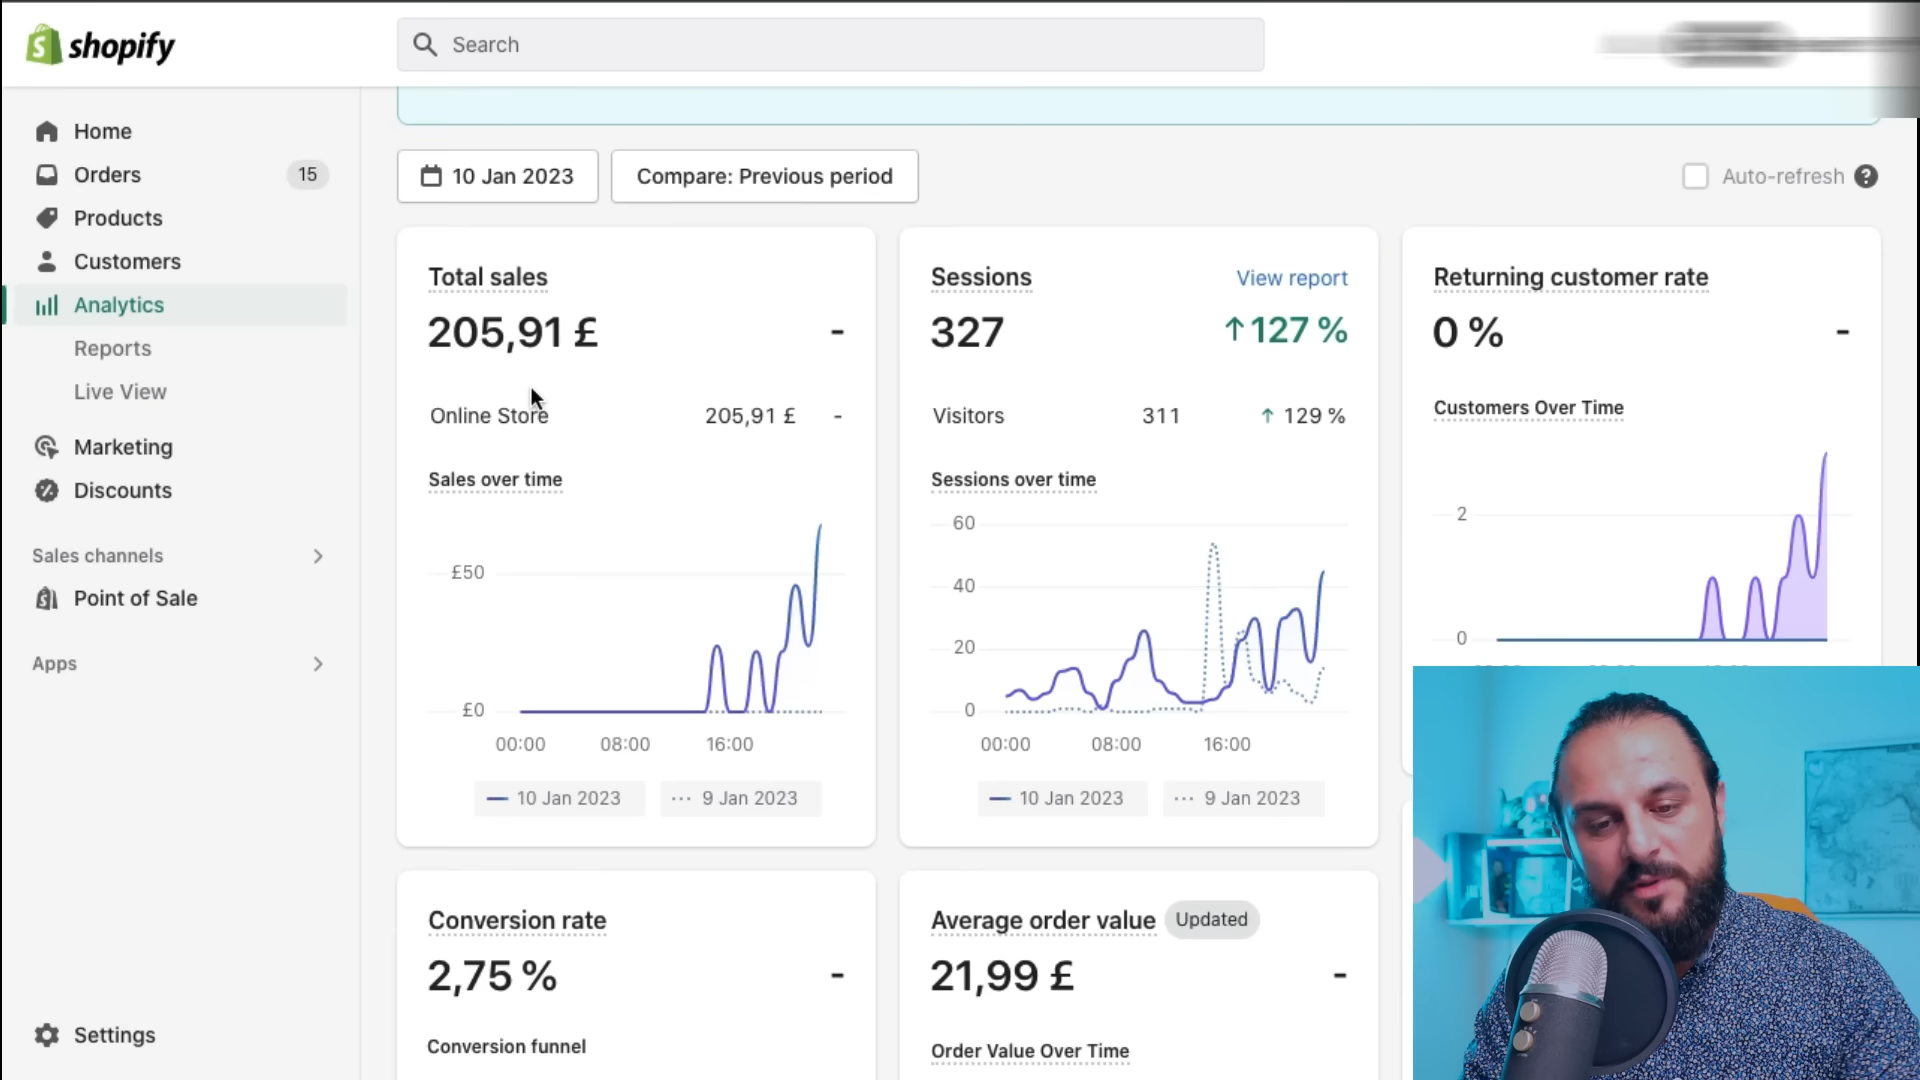 shopify
Search
Home
Orders
15
Products
Customers
Analytics
Reports
Live View
Marketing
Discounts
Sales channels
Point of Sale
Apps
Settings
10 Jan 2023
Compare: Previous period
Auto-refresh
?
Total sales
205,91 £
-
Online Store
205,91 £
-
Sales over time
£50
£0
00:00
08:00
16:00
10 Jan 2023
9 Jan 2023
Sessions
View report
327
↑127 %
Visitors
311
↑ 129 %
Sessions over time
60
40
20
0
00:00
08:00
16:00
10 Jan 2023
9 Jan 2023
Returning customer rate
0 %
-
Customers Over Time
2
0
Conversion rate
2,75 %
-
Conversion funnel
Average order value
Updated
21,99 £
-
Order Value Over Time